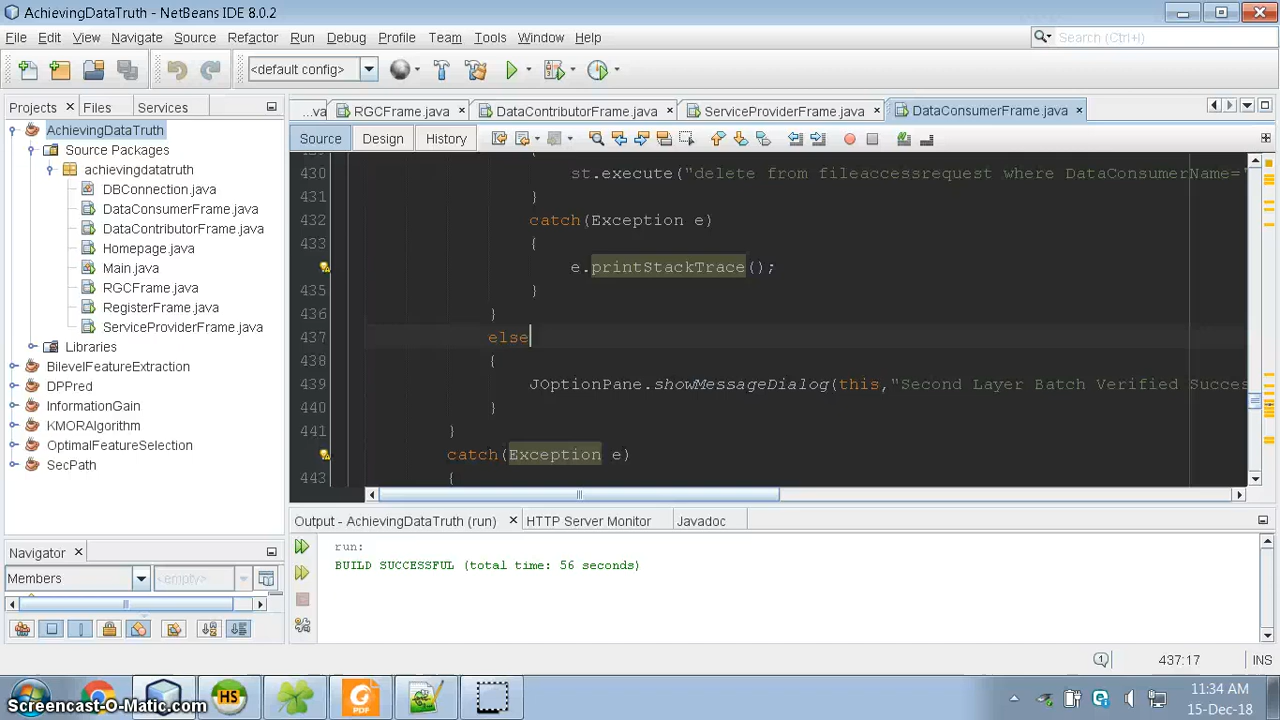 AchievingDataTruth - NetBeans IDE 8.0.2
File Edit View Navigate Source Refactor Run Debug Profile Team Tools Window Help
Search (Ctrl+I)
<default config>
Projects Files Services
...va RGCFrame.java DataContributorFrame.java ServiceProviderFrame.java DataConsumerFrame.java
Source Design History
AchievingDataTruth
Source Packages
achievingdatatruth
DBConnection.java
DataConsumerFrame.java
DataContributorFrame.java
Homepage.java
Main.java
RGCFrame.java
RegisterFrame.java
ServiceProviderFrame.java
Libraries
BilevelFeatureExtraction
DPPred
InformationGain
KMORAlgorithm
OptimalFeatureSelection
SecPath
{
430 st.execute("delete from fileaccessrequest where DataConsumerName='
431 }
432 catch(Exception e)
433 {
e.printStackTrace();
435 }
436 }
437 else
438 {
439 JOptionPane.showMessageDialog(this,"Second Layer Batch Verified Succes
440 }
441 }
catch(Exception e)
443 {
Output - AchievingDataTruth (run) HTTP Server Monitor Javadoc
run:
BUILD SUCCESSFUL (total time: 56 seconds)
Navigator
Members <empty>
1 437:17 INS
Screencast-O-Matic.com
HS
PDF
11:34 AM
15-Dec-18